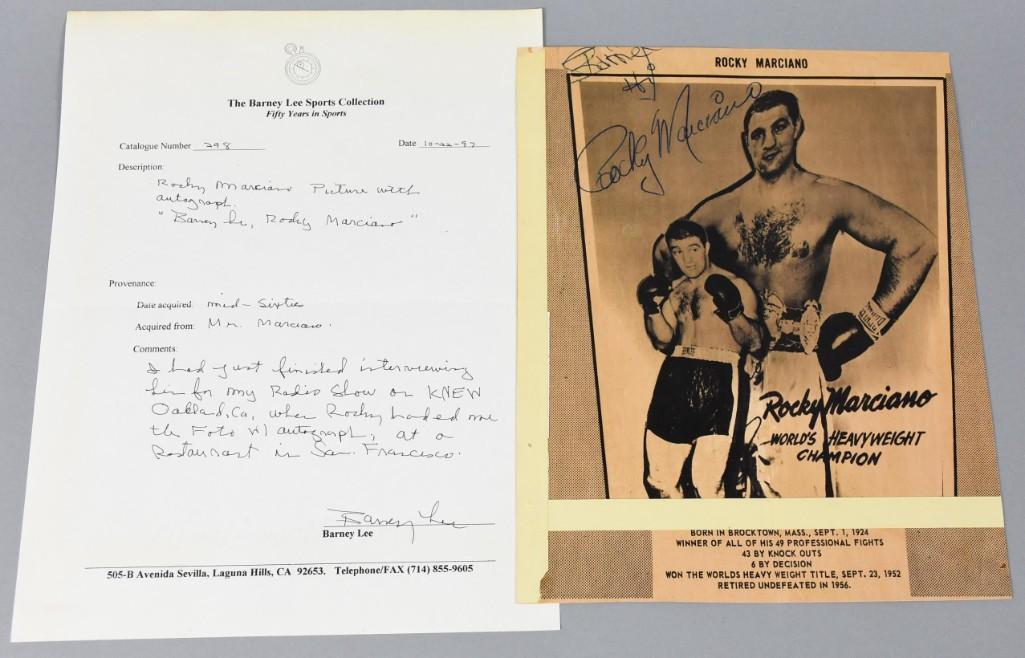 The Barney Lee Sports Collection
Fifty Years in Sports
Catalogue Number 298
Date 10-22-97
Description:
Rocky Marciano Picture with
autograph.
"Barney Hi, Rocky Marciano"
Provenance:
Date acquired: mid-Sixties
Acquired from: Mr. Marciano.
Comments:
I had just finished interviewing
him for my Radio Show on KNEW
Oakland, Ca, when Rocky handed me
the Foto w/ autograph, at a
Restaurant in San Francisco.
Barney Lee
Barney Lee
505-B Avenida Sevilla, Laguna Hills, CA 92653. Telephone/FAX (714) 855-9605
ROCKY MARCIANO
Barney
Hi
Rocky Marciano
Rocky Marciano
WORLD'S HEAVYWEIGHT
CHAMPION
BORN IN BROCKTOWN, MASS., SEPT. 1, 1924
WINNER OF ALL OF HIS 49 PROFESSIONAL FIGHTS
43 BY KNOCK OUTS
6 BY DECISION
WON THE WORLDS HEAVY WEIGHT TITLE, SEPT. 23, 1952
RETIRED UNDEFEATED IN 1956.